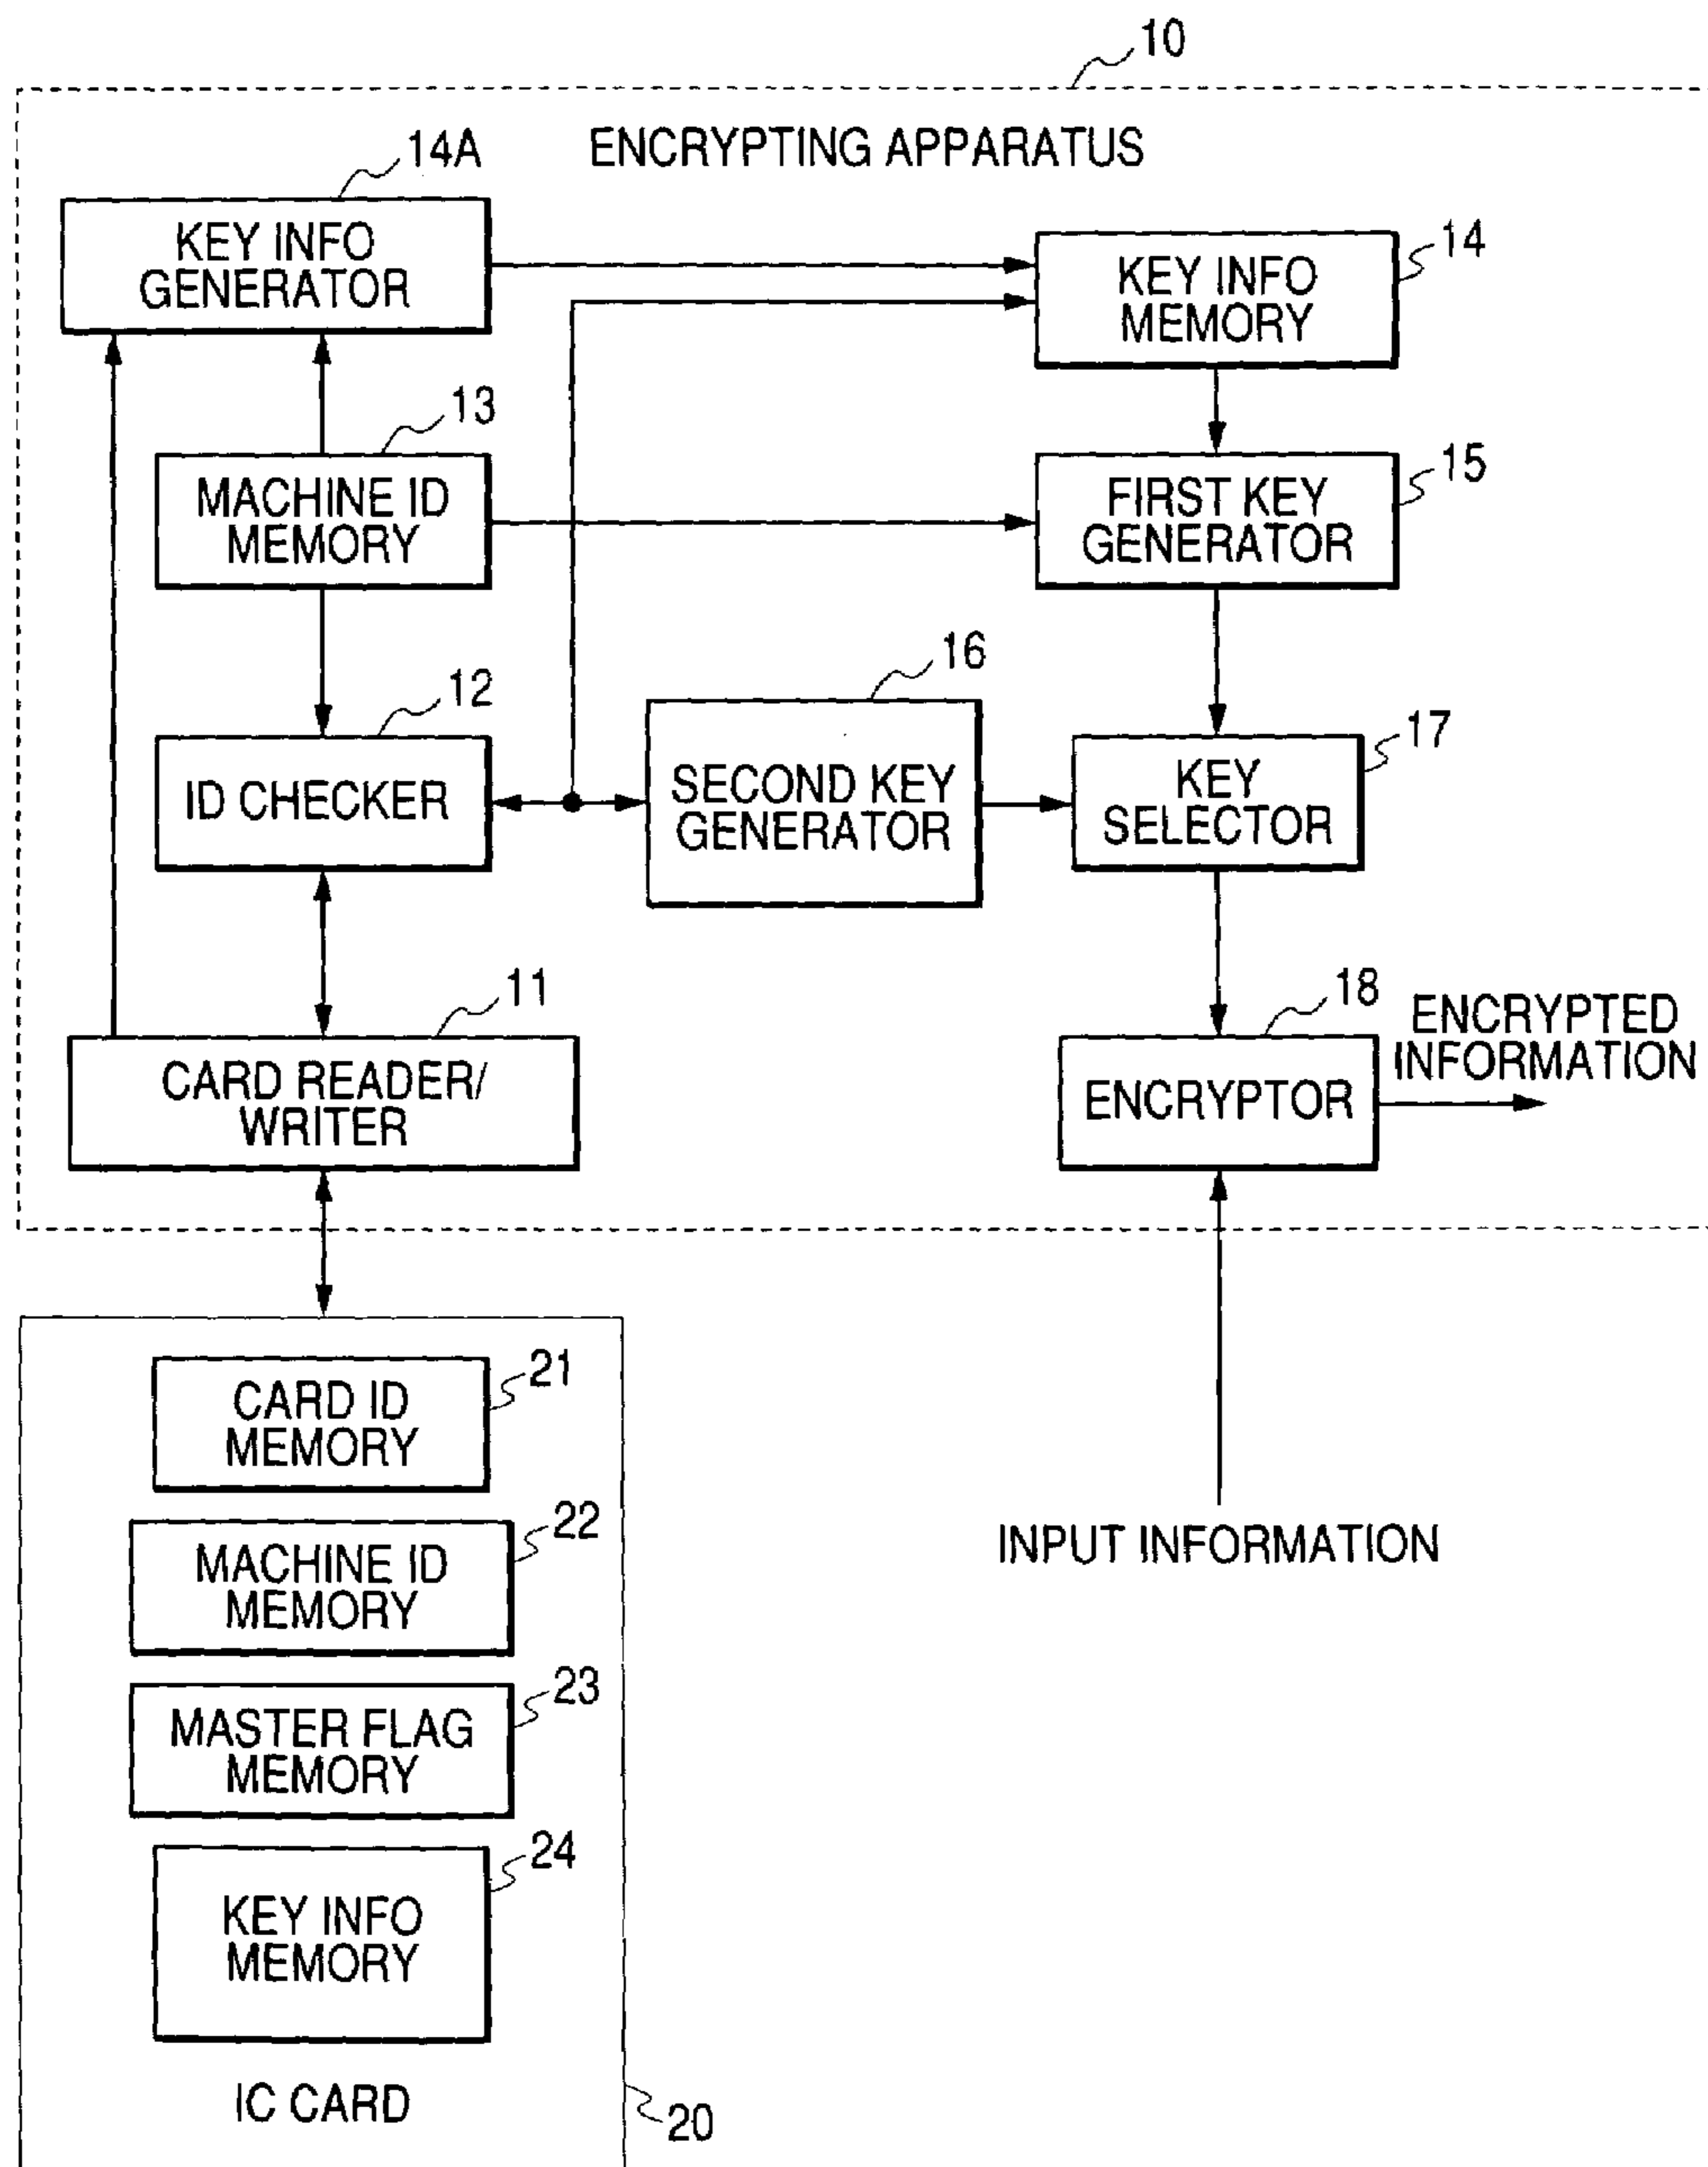 10
ENCRYPTING APPARATUS
14A
KEY INFO
GENERATOR
14
KEY INFO
MEMORY
13
MACHINE ID
MEMORY
15
FIRST KEY
GENERATOR
12
ID CHECKER
16
SECOND KEY
GENERATOR
17
KEY
SELECTOR
11
CARD READER/
WRITER
18
ENCRYPTOR
ENCRYPTED
INFORMATION
INPUT INFORMATION
21
CARD ID
MEMORY
22
MACHINE ID
MEMORY
23
MASTER FLAG
MEMORY
24
KEY INFO
MEMORY
IC CARD
20